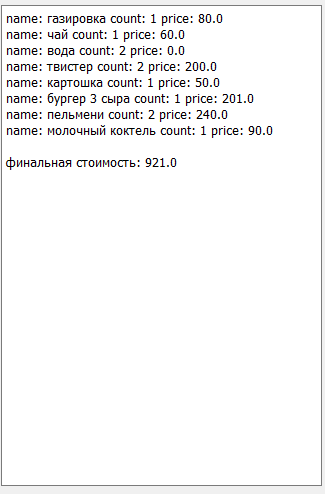 name: газировка count: 1 price: 80.0
name: чай count: 1 price: 60.0
name: вода count: 2 price: 0.0
name: твистер count: 2 price: 200.0
name: картошка count: 1 price: 50.0
name: бургер 3 сыра count: 1 price: 201.0
name: пельмени count: 2 price: 240.0
name: молочный коктель count: 1 price: 90.0
финальная стоимость: 921.0